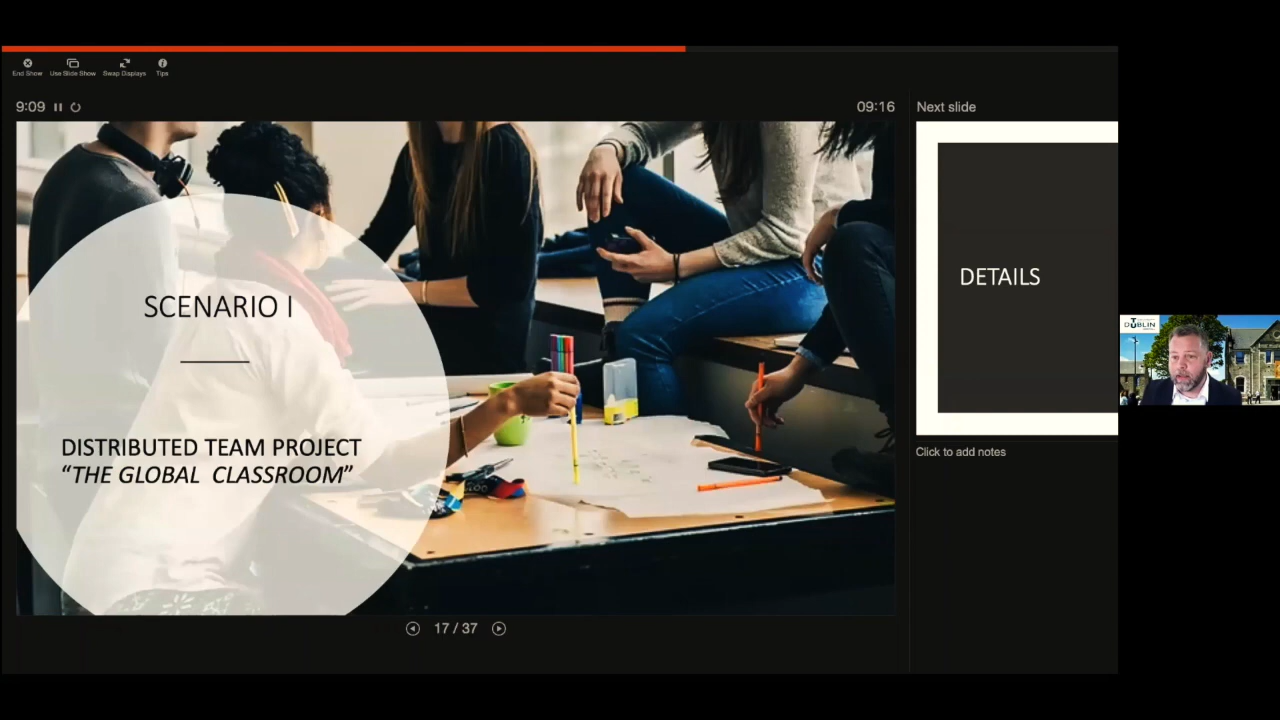 End Show Use Slide Show Swap Displays Tips
9:09
09:16
Next slide
SCENARIO I
DISTRIBUTED TEAM PROJECT
“THE GLOBAL CLASSROOM”
DETAILS
Click to add notes
17 / 37
DUBLIN